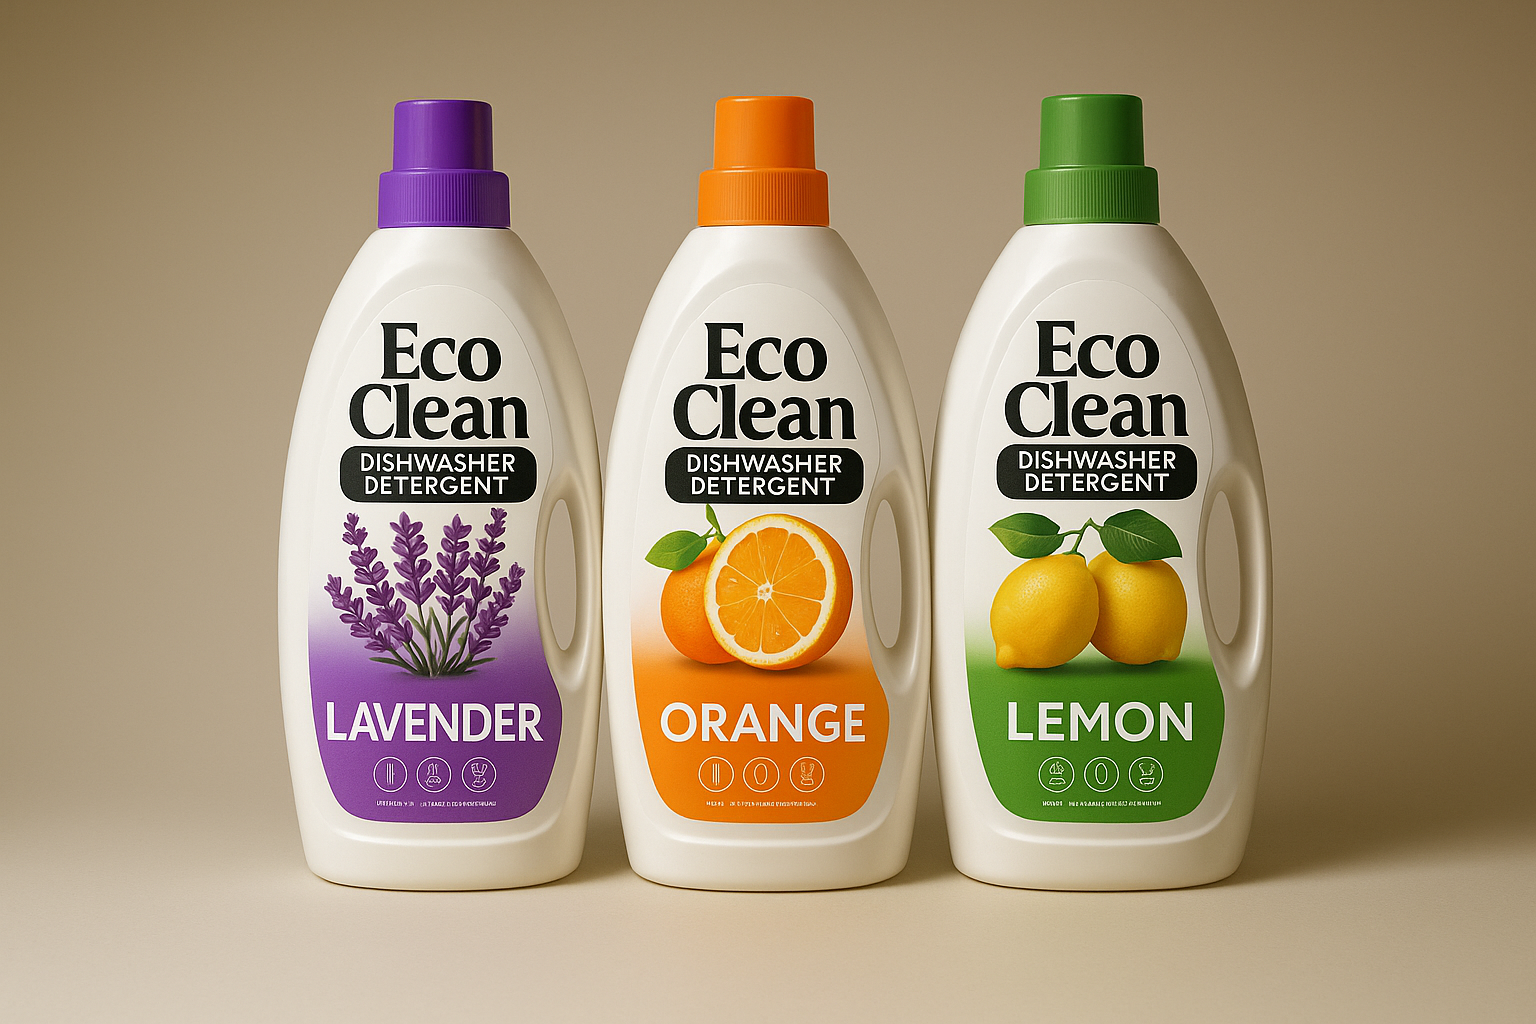 Eco
Clean
DISHWASHER
DETERGENT
LAVENDER
Eco
Clean
DISHWASHER
DETERGENT
ORANGE
Eco
Clean
DISHWASHER
DETERGENT
LEMON